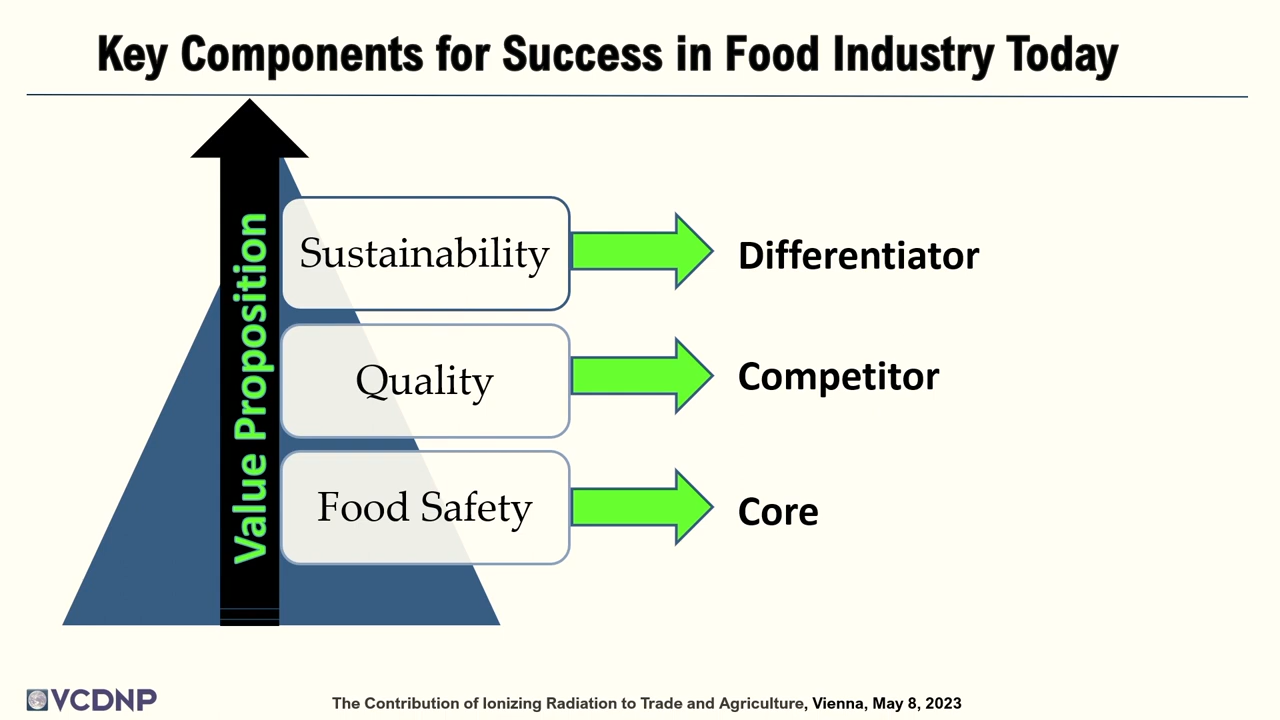 Key Components for Success in Food Industry Today
Value Proposition
Sustainability
Differentiator
Quality
Competitor
Food Safety
Core
VCDNP
The Contribution of Ionizing Radiation to Trade and Agriculture, Vienna, May 8, 2023